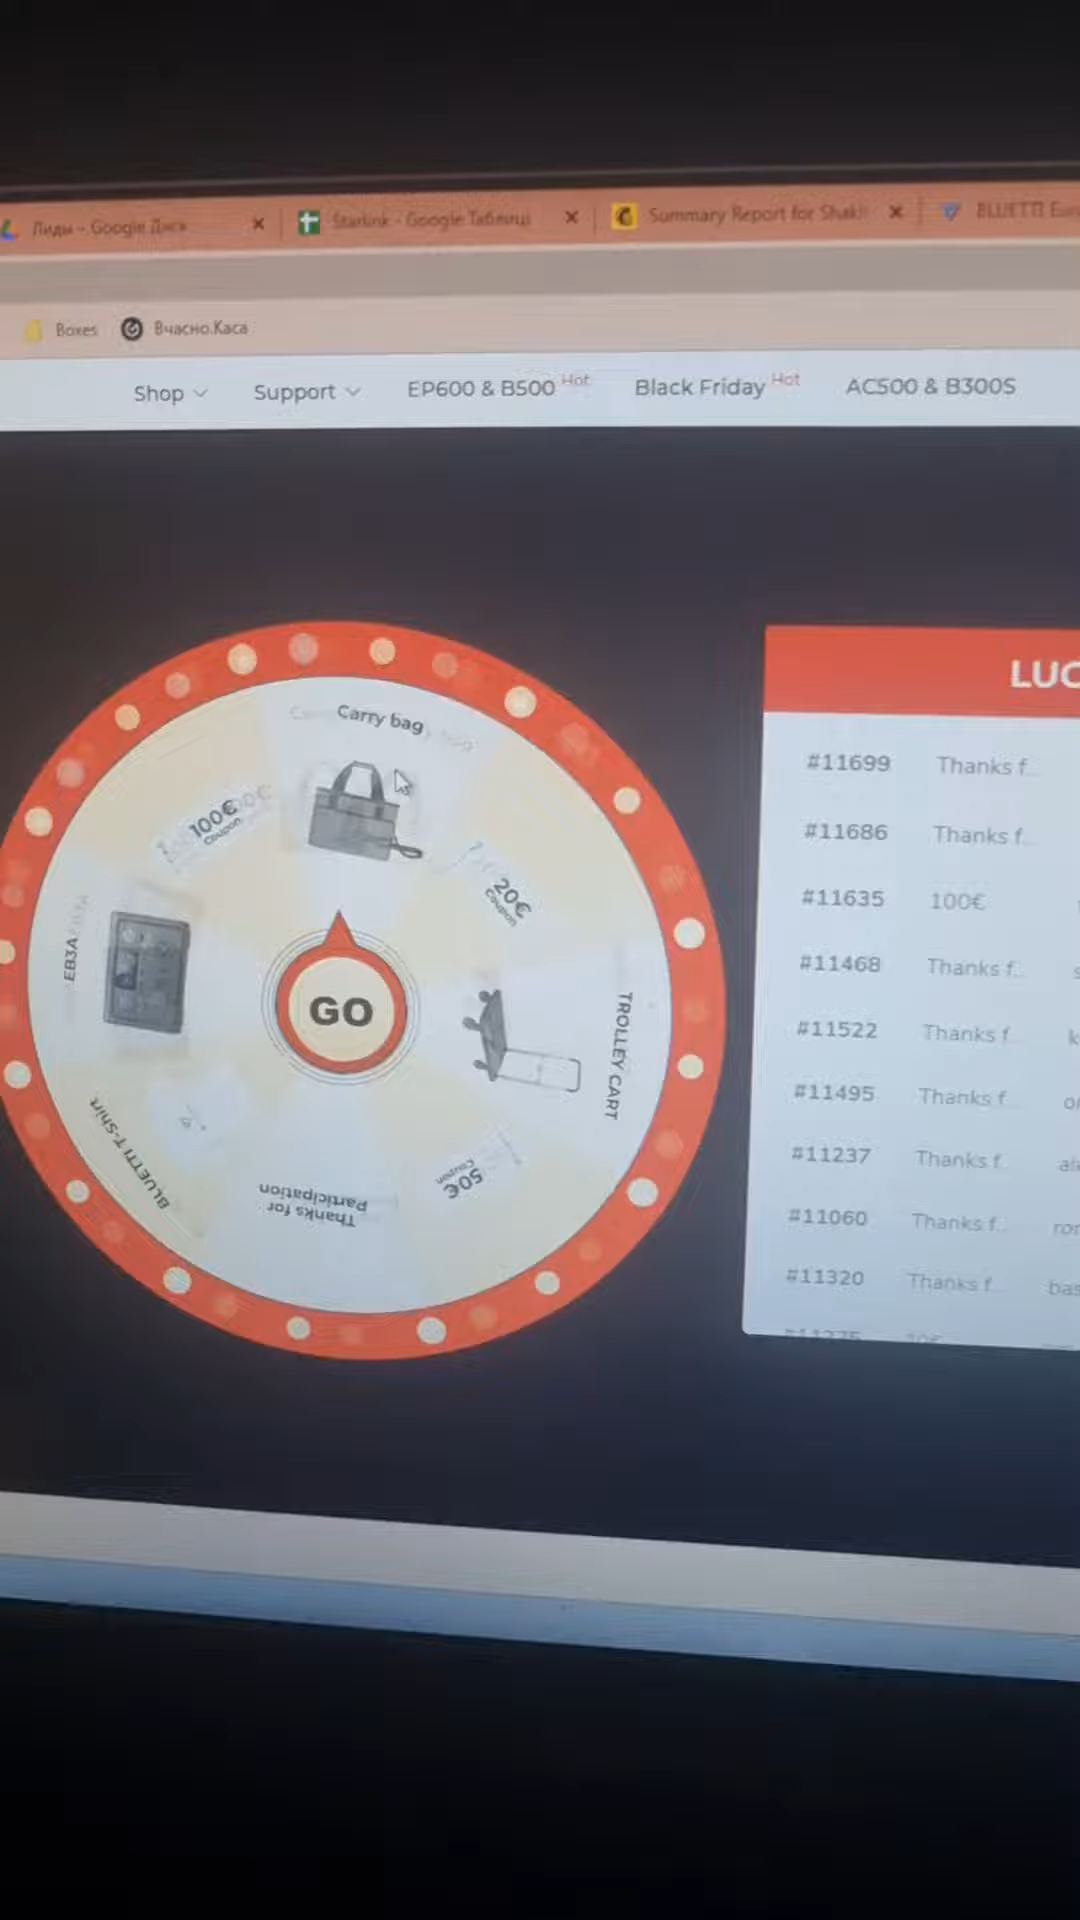 Лиды - Google Диск
Starlink - Google Таблиці
Summary Report for Shakh
BLUETTI Eur
Boxes
Вчасно.Каса
Shop
Support
EP600 & B500 Hot
Black Friday Hot
AC500 & B300S
Carry bag
100€
Coupon
20€
Coupon
EB3A
GO
TROLLEY CART
BLUETTI T-Shirt
50€
Coupon
Thanks for
Participation
LUC
#11699 Thanks f...
#11686 Thanks f...
#11635 100€
#11468 Thanks f...
#11522 Thanks f...
#11495 Thanks f...
#11237 Thanks f...
#11060 Thanks f...
#11320 Thanks f...